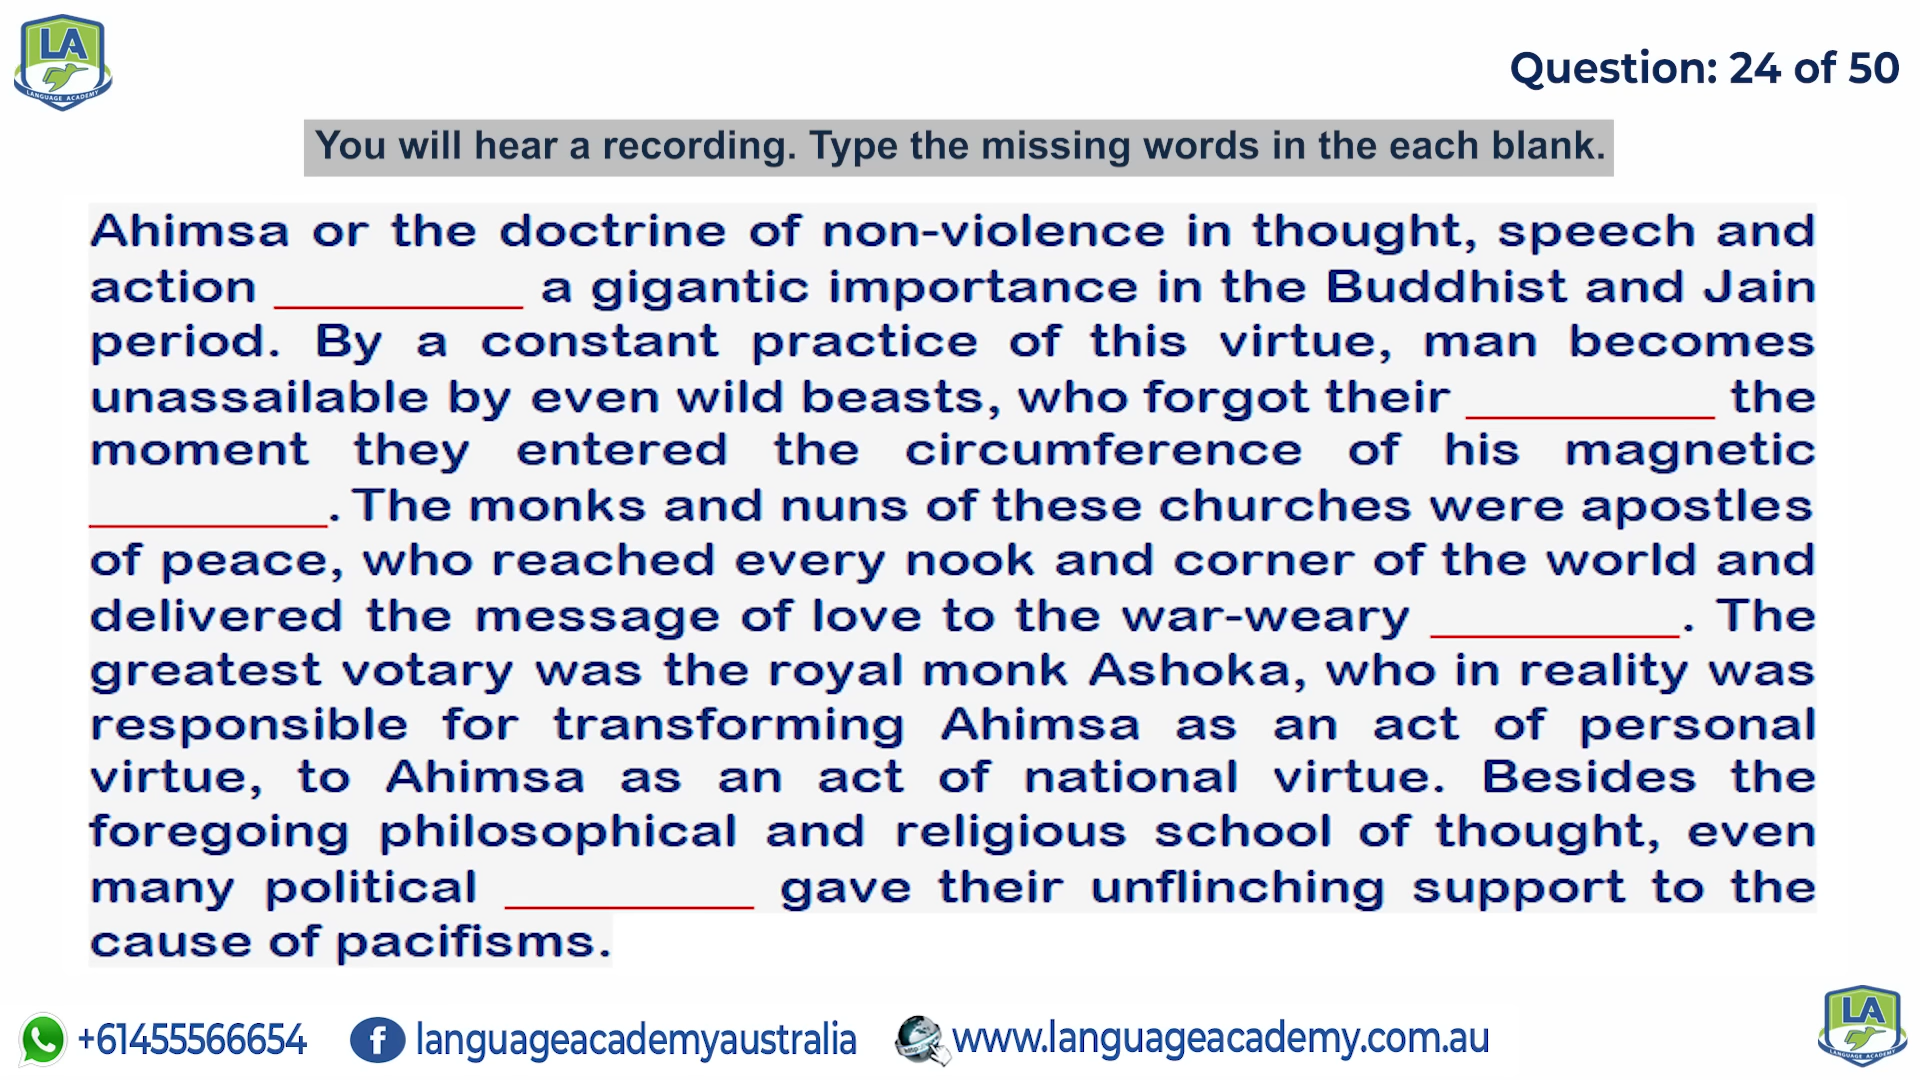 LA
LANGUAGE ACADEMY
Question: 24 of 50
You will hear a recording. Type the missing words in the each blank.
Ahimsa or the doctrine of non-violence in thought, speech and
action __________ a gigantic importance in the Buddhist and Jain
period. By a constant practice of this virtue, man becomes
unassailable by even wild beasts, who forgot their __________ the
moment they entered the circumference of his magnetic
__________. The monks and nuns of these churches were apostles
of peace, who reached every nook and corner of the world and
delivered the message of love to the war-weary __________. The
greatest votary was the royal monk Ashoka, who in reality was
responsible for transforming Ahimsa as an act of personal
virtue, to Ahimsa as an act of national virtue. Besides the
foregoing philosophical and religious school of thought, even
many political __________ gave their unflinching support to the
cause of pacifisms.
+61455566654 languageacademyaustralia www.languageacademy.com.au
LA
LANGUAGE ACADEMY